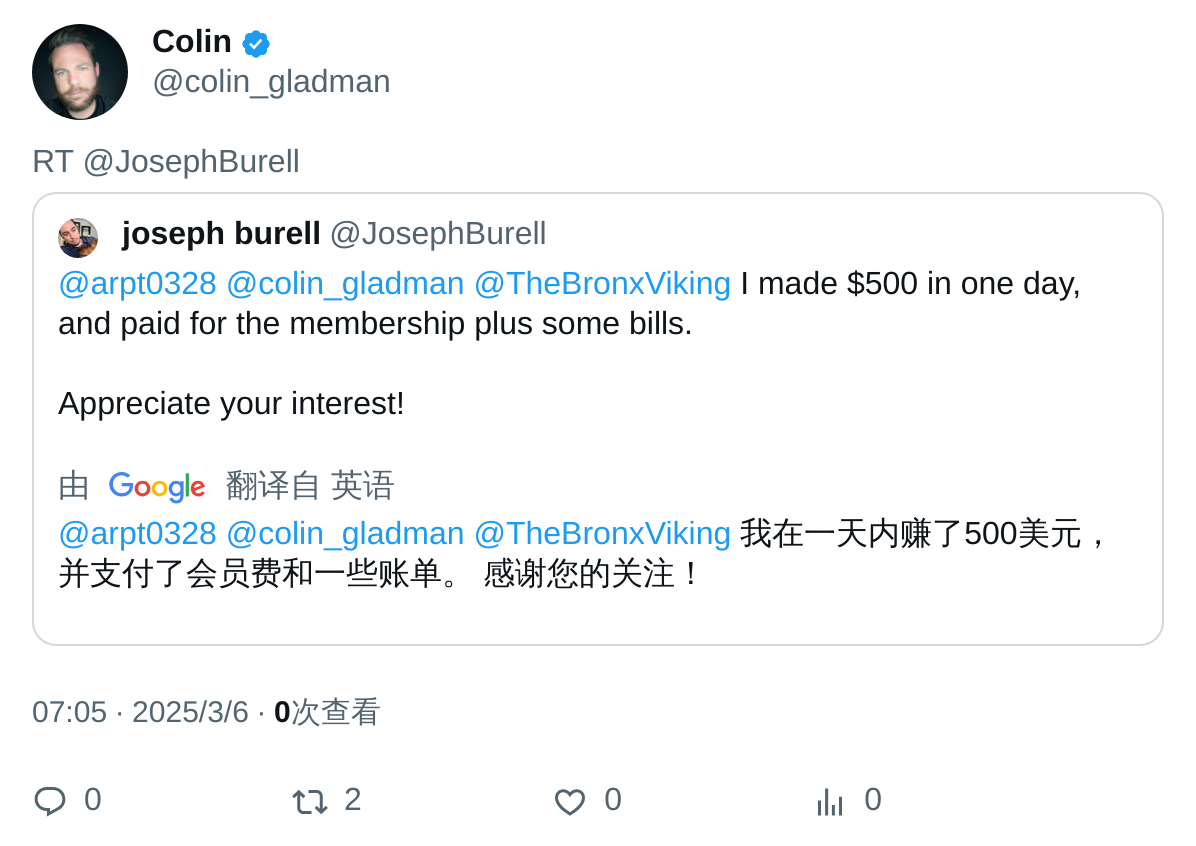 Colin
@colin_gladman
RT @JosephBurell
joseph burell @JosephBurell
@arpt0328 @colin_gladman @TheBronxViking I made $500 in one day,
and paid for the membership plus some bills.
Appreciate your interest!
由 Google 翻译自 英语
@arpt0328 @colin_gladman @TheBronxViking 我在一天内赚了500美元，
并支付了会员费和一些账单。 感谢您的关注！
07:05 · 2025/3/6 · 0次查看
0 2 0 0